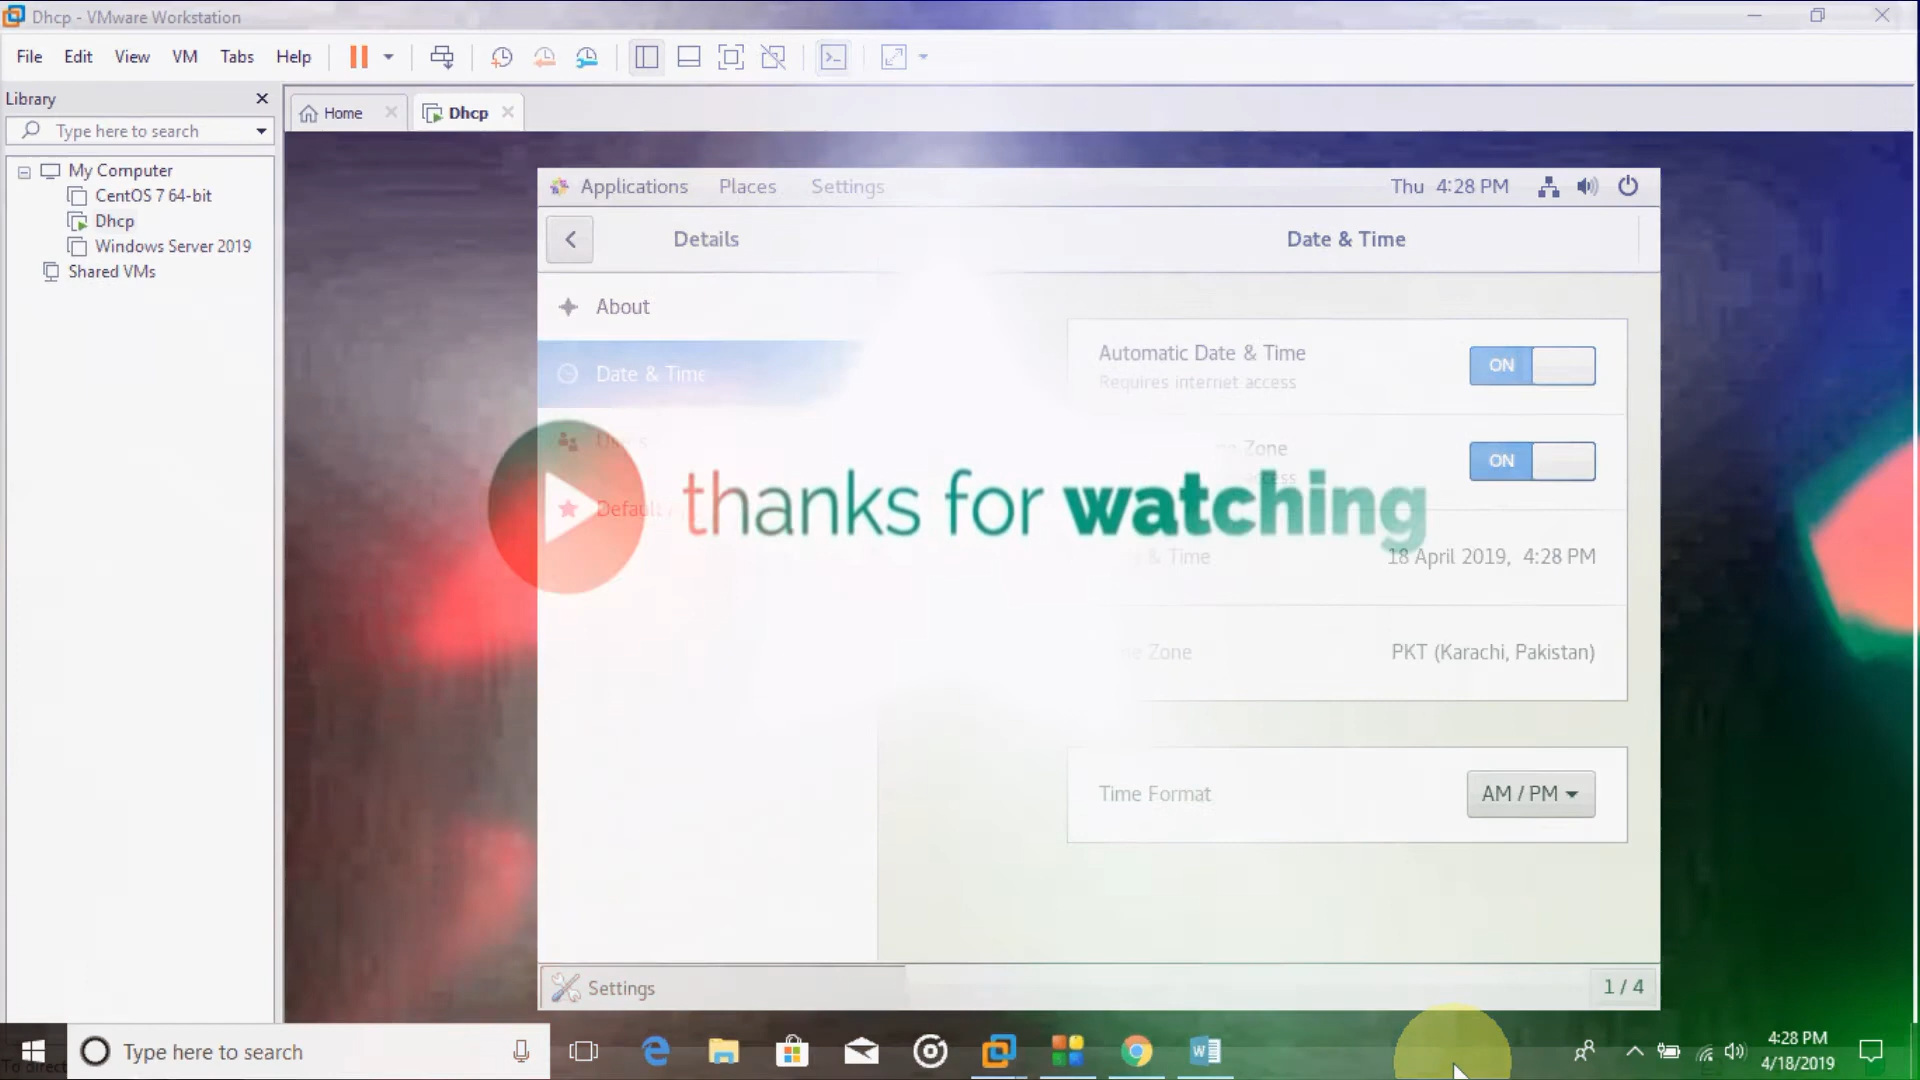 Dhcp - VMware Workstation
File Edit View VM Tabs Help
Library
Home
Dhcp
Type here to search
My Computer
CentOS 7 64-bit
Dhcp
Windows Server 2019
Shared VMs
Applications Places Settings Thu 4:28 PM
Details Date & Time
About
Automatic Date & Time
Requires internet access
ON
Date & Time
Zone
ON
Default
thanks for watching
& Time 18 April 2019, 4:28 PM
Zone PKT (Karachi, Pakistan)
Time Format AM / PM
Settings 1 / 4
Type here to search
4:28 PM
4/18/2019